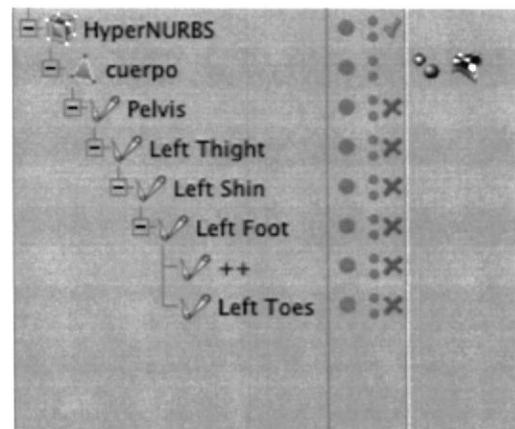 HyperNURBS
cuerpo
Pelvis
Left Thight
Left Shin
Left Foot
++
Left Toes